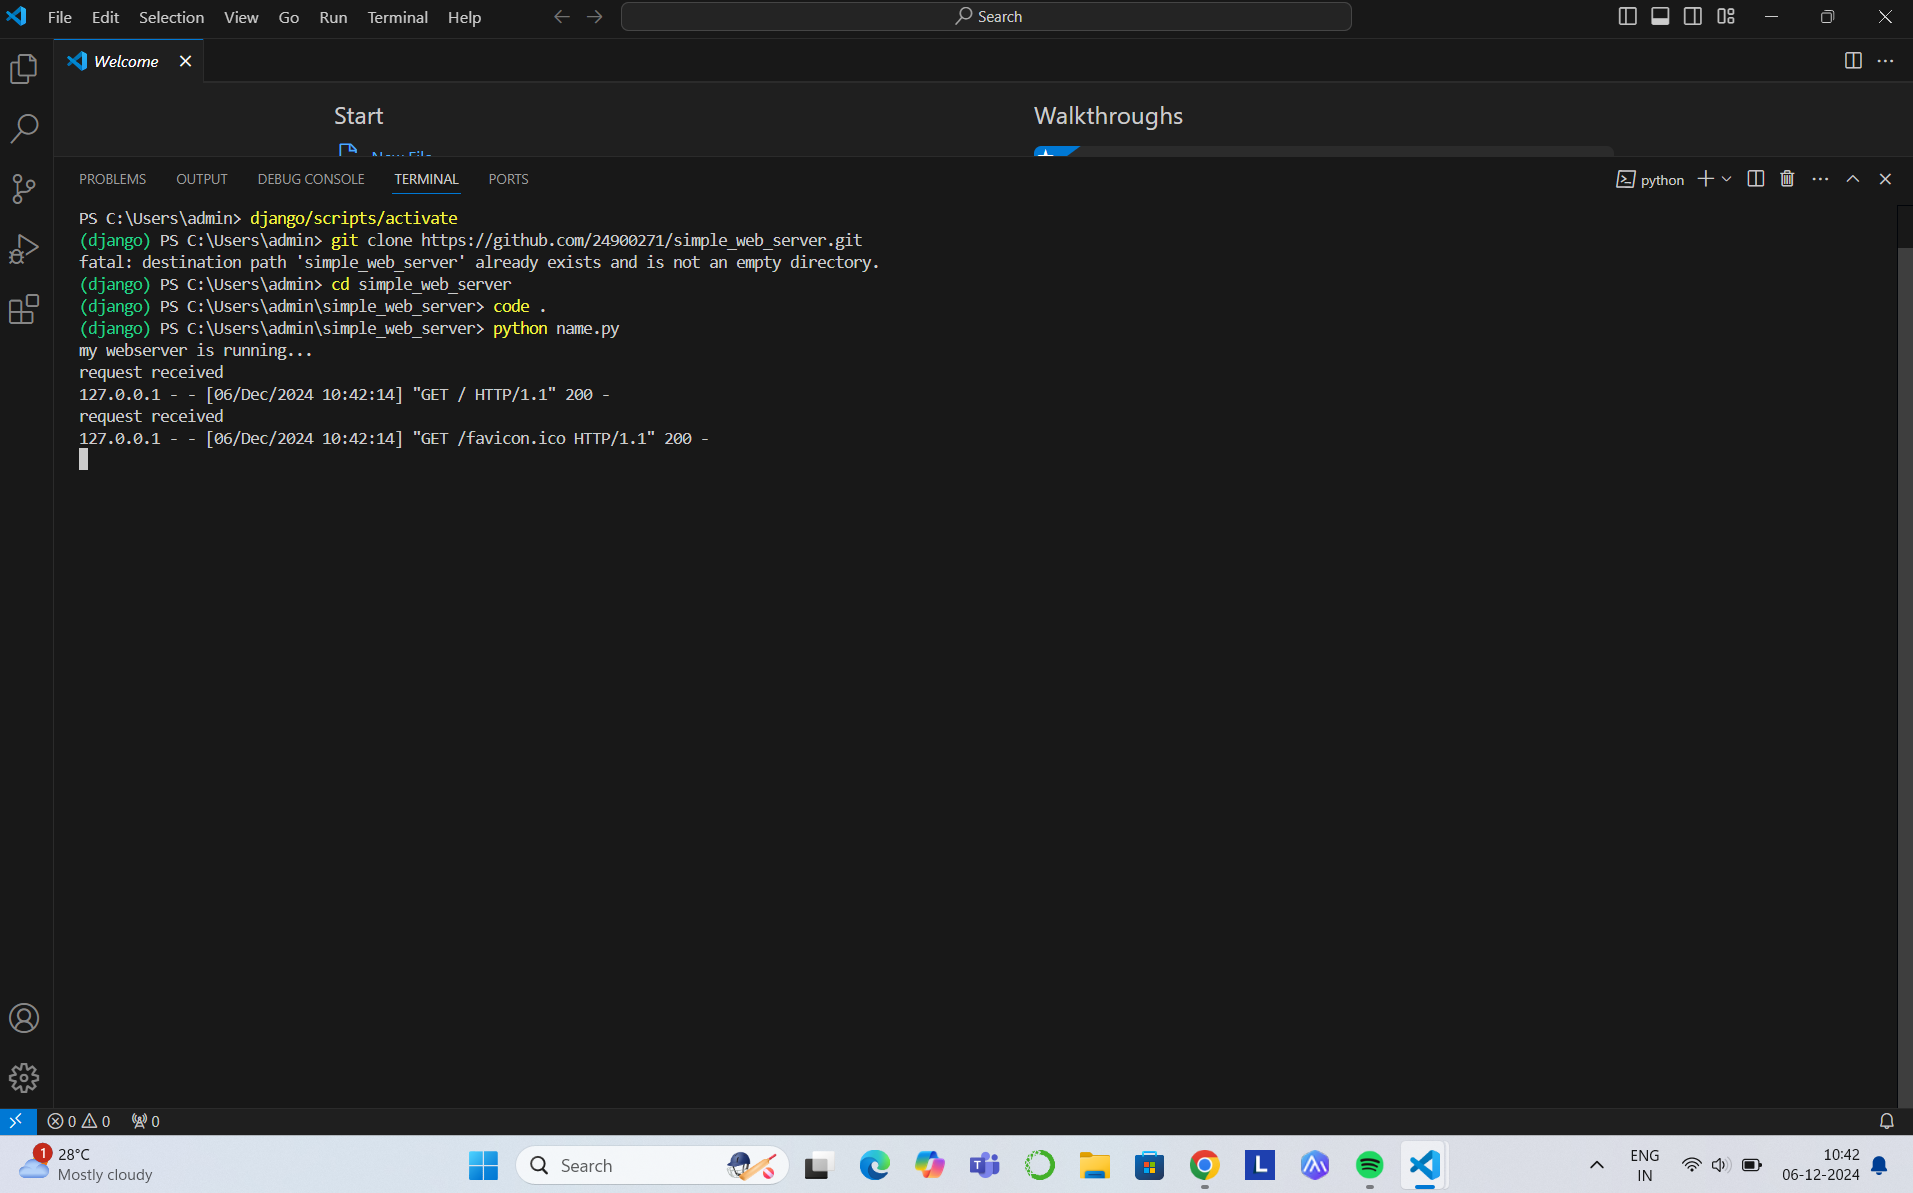 File Edit Selection View Go Run Terminal Help
Search
Welcome
Start
Walkthroughs
New File
PROBLEMS OUTPUT DEBUG CONSOLE TERMINAL PORTS
python
PS C:\Users\admin> django/scripts/activate
(django) PS C:\Users\admin> git clone https://github.com/24900271/simple_web_server.git
fatal: destination path 'simple_web_server' already exists and is not an empty directory.
(django) PS C:\Users\admin> cd simple_web_server
(django) PS C:\Users\admin\simple_web_server> code .
(django) PS C:\Users\admin\simple_web_server> python name.py
my webserver is running...
request received
127.0.0.1 - - [06/Dec/2024 10:42:14] "GET / HTTP/1.1" 200 -
request received
127.0.0.1 - - [06/Dec/2024 10:42:14] "GET /favicon.ico HTTP/1.1" 200 -
0 0 0
1
28°C
Mostly cloudy
Search
T
L
ENG
IN
10:42
06-12-2024